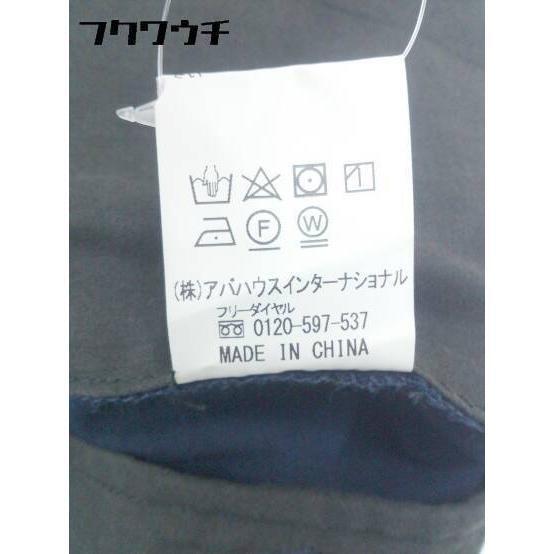 フクワウチ
F
W
(株)アバハウスインターナショナル
フリーダイヤル
0120-597-537
MADE IN CHINA